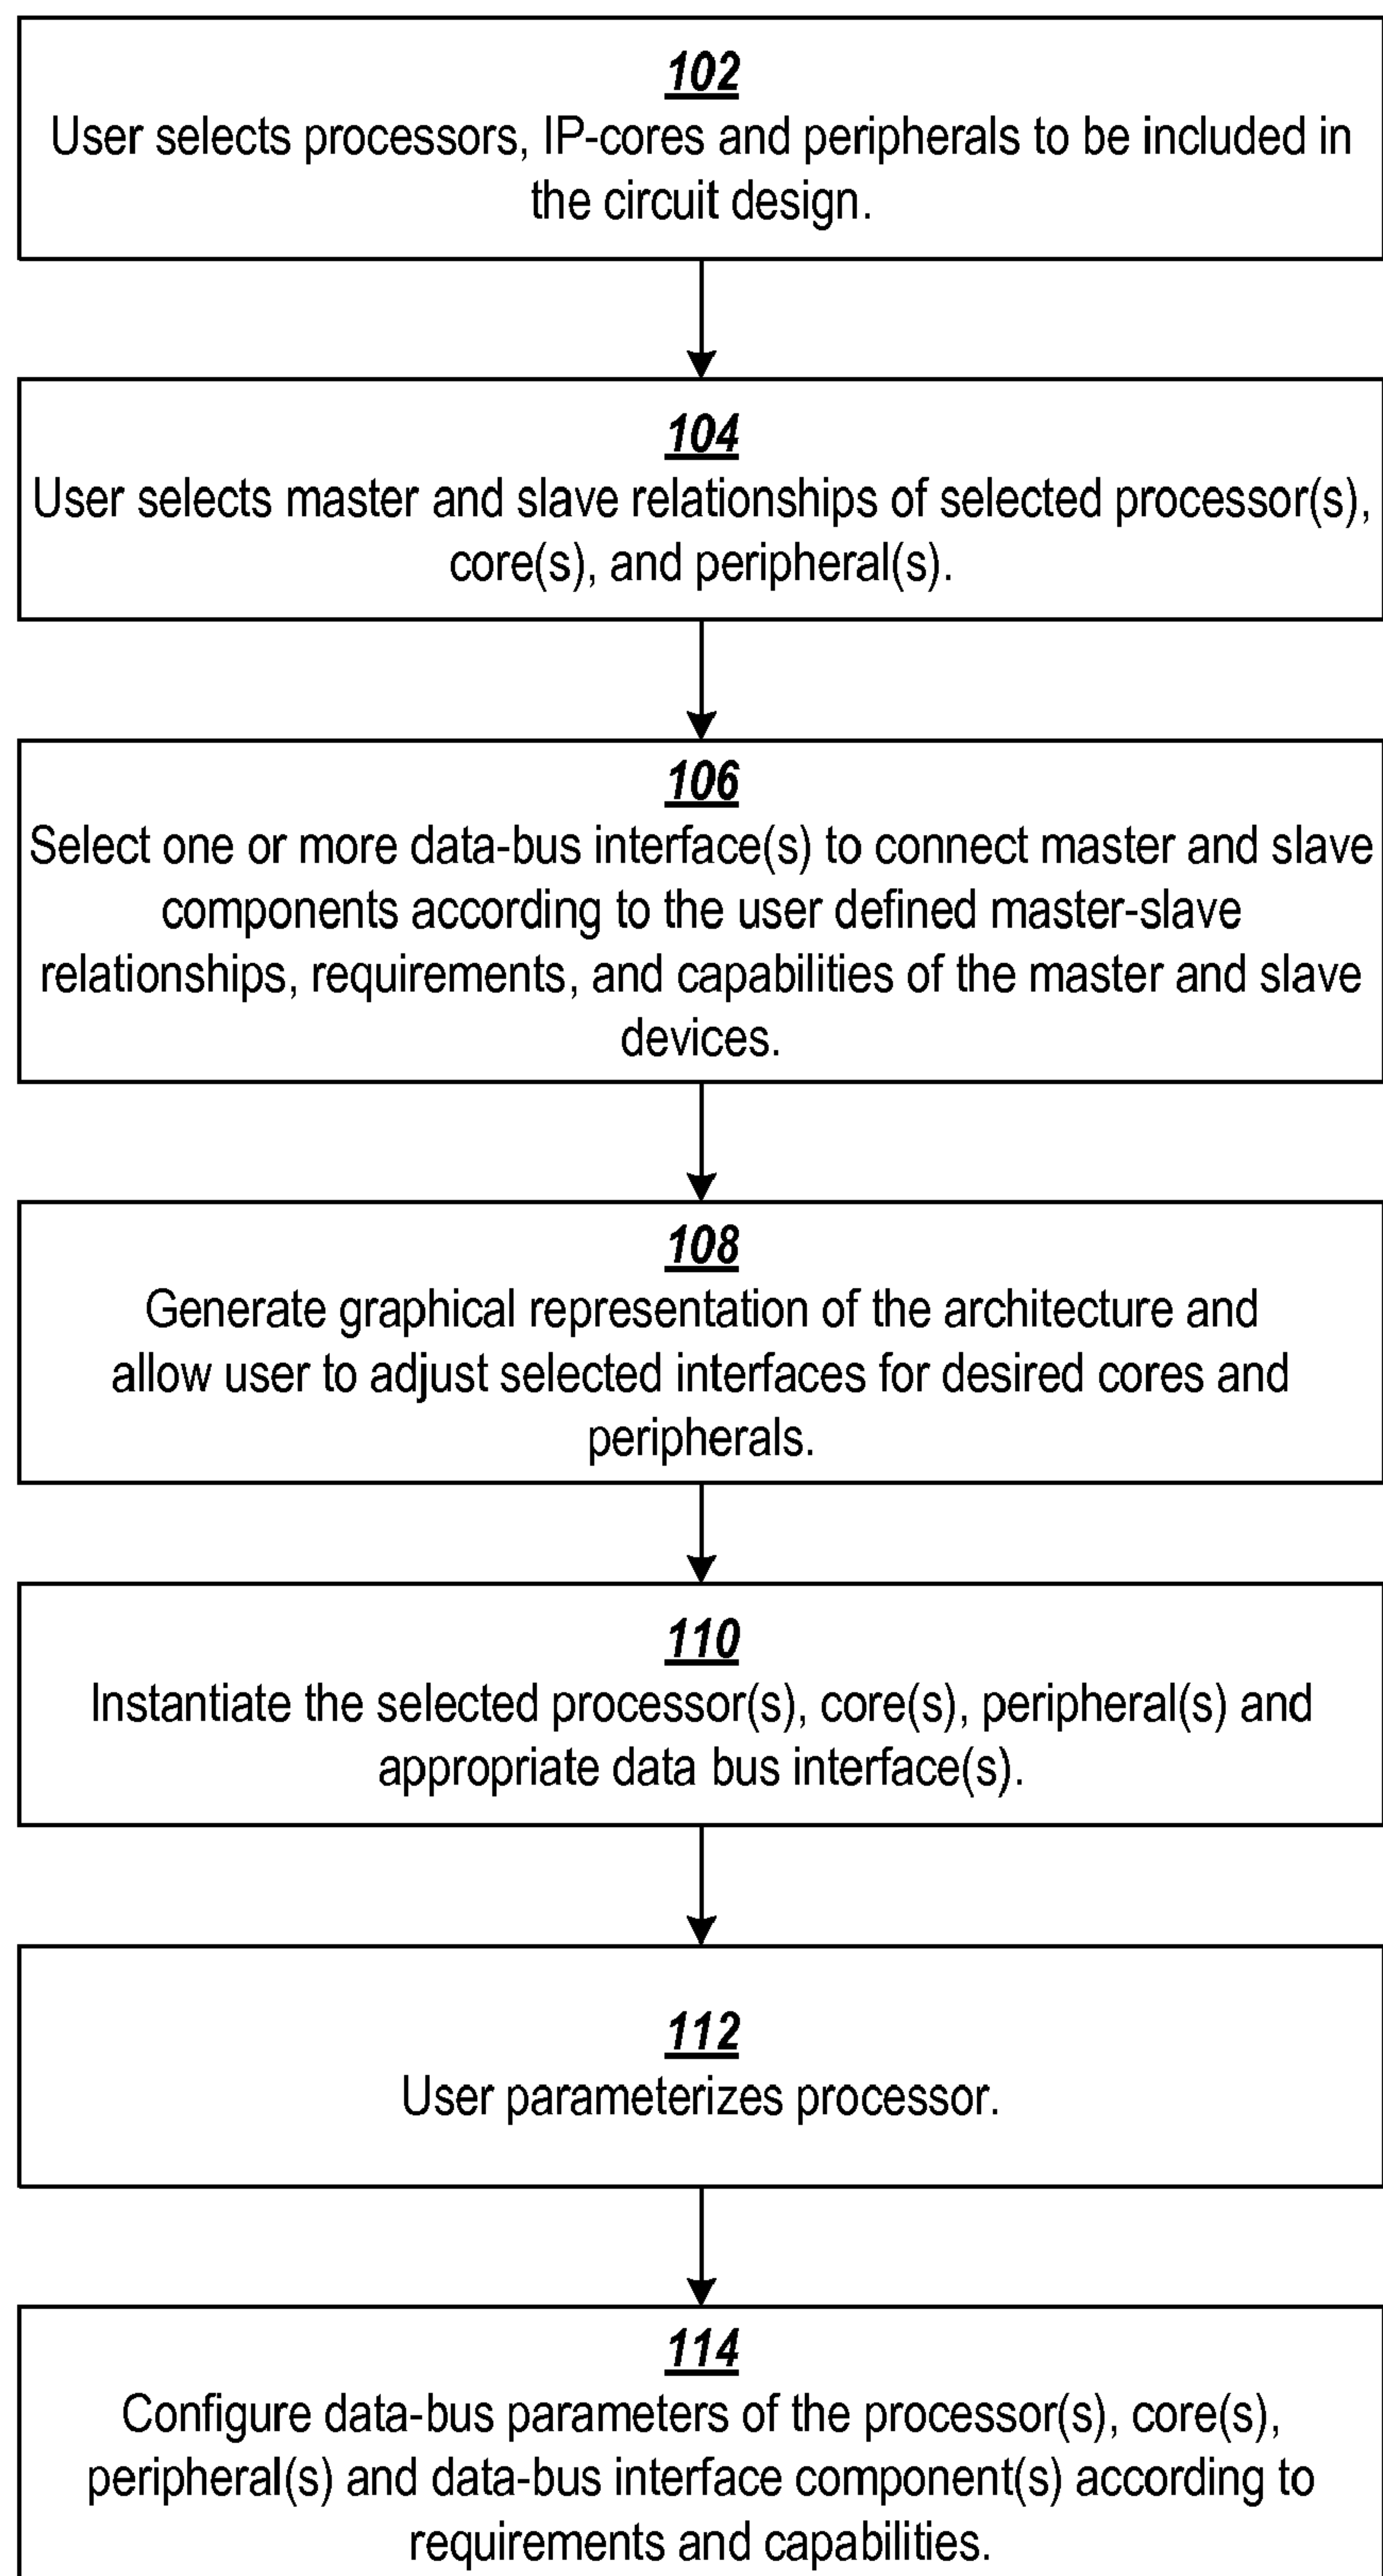 102
User selects processors, IP-cores and peripherals to be included in
the circuit design.
104
User selects master and slave relationships of selected processor(s),
core(s), and peripheral(s).
106
Select one or more data-bus interface(s) to connect master and slave
components according to the user defined master-slave
relationships, requirements, and capabilities of the master and slave
devices.
108
Generate graphical representation of the architecture and
allow user to adjust selected interfaces for desired cores and
peripherals.
110
Instantiate the selected processor(s), core(s), peripheral(s) and
appropriate data bus interface(s).
112
User parameterizes processor.
114
Configure data-bus parameters of the processor(s), core(s),
peripheral(s) and data-bus interface component(s) according to
requirements and capabilities.